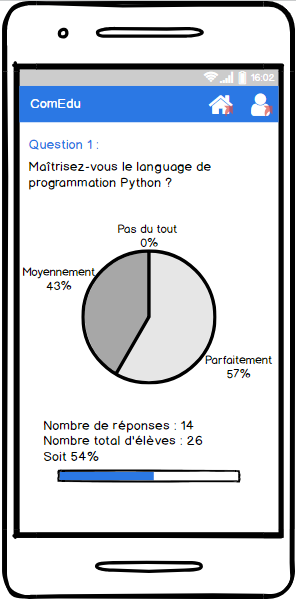 16:02
ComEdu
Question 1 :
Maîtrisez-vous le language de
programmation Python ?
Pas du tout
0%
Moyennement
43%
Parfaitement
57%
Nombre de réponses : 14
Nombre total d'élèves : 26
Soit 54%